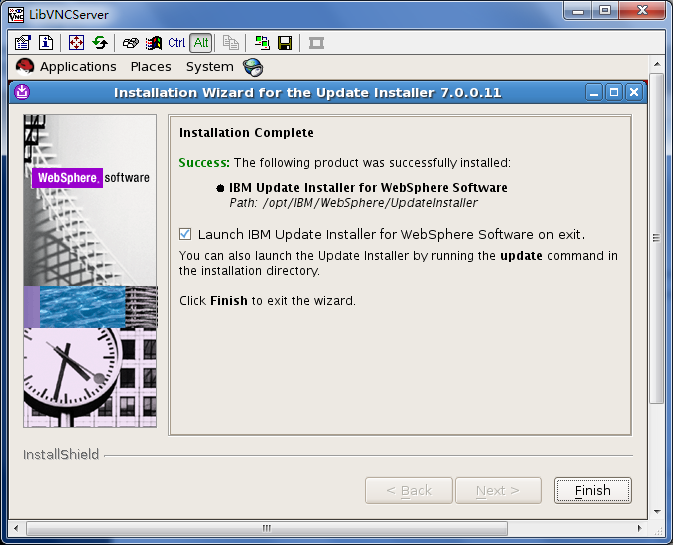 LibVNCServer
Ctrl Alt
Applications Places System
Installation Wizard for the Update Installer 7.0.0.11
WebSphere. software
Installation Complete
Success: The following product was successfully installed:
IBM Update Installer for WebSphere Software
Path: /opt/IBM/WebSphere/UpdateInstaller
Launch IBM Update Installer for WebSphere Software on exit.
You can also launch the Update Installer by running the update command in
the installation directory.
Click Finish to exit the wizard.
InstallShield
< Back Next > Finish